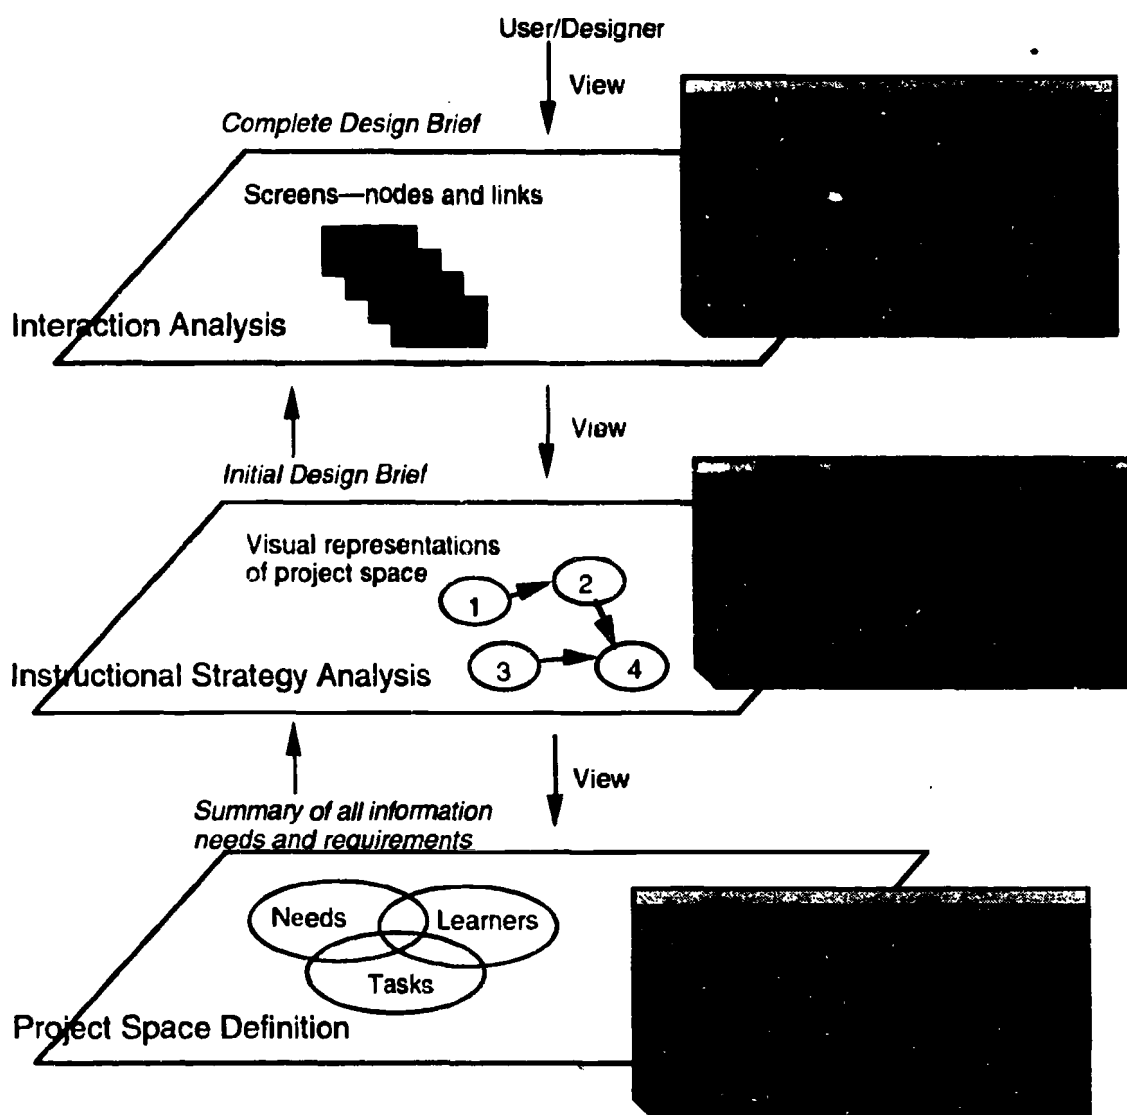 User/Designer
View
Complete Design Brief
Screens—nodes and links
Interaction Analysis
View
Initial Design Brief
Visual representations
of project space
1
2
3
4
Instructional Strategy Analysis
View
Summary of all information
needs and requirements
Needs
Learners
Tasks
Project Space Definition